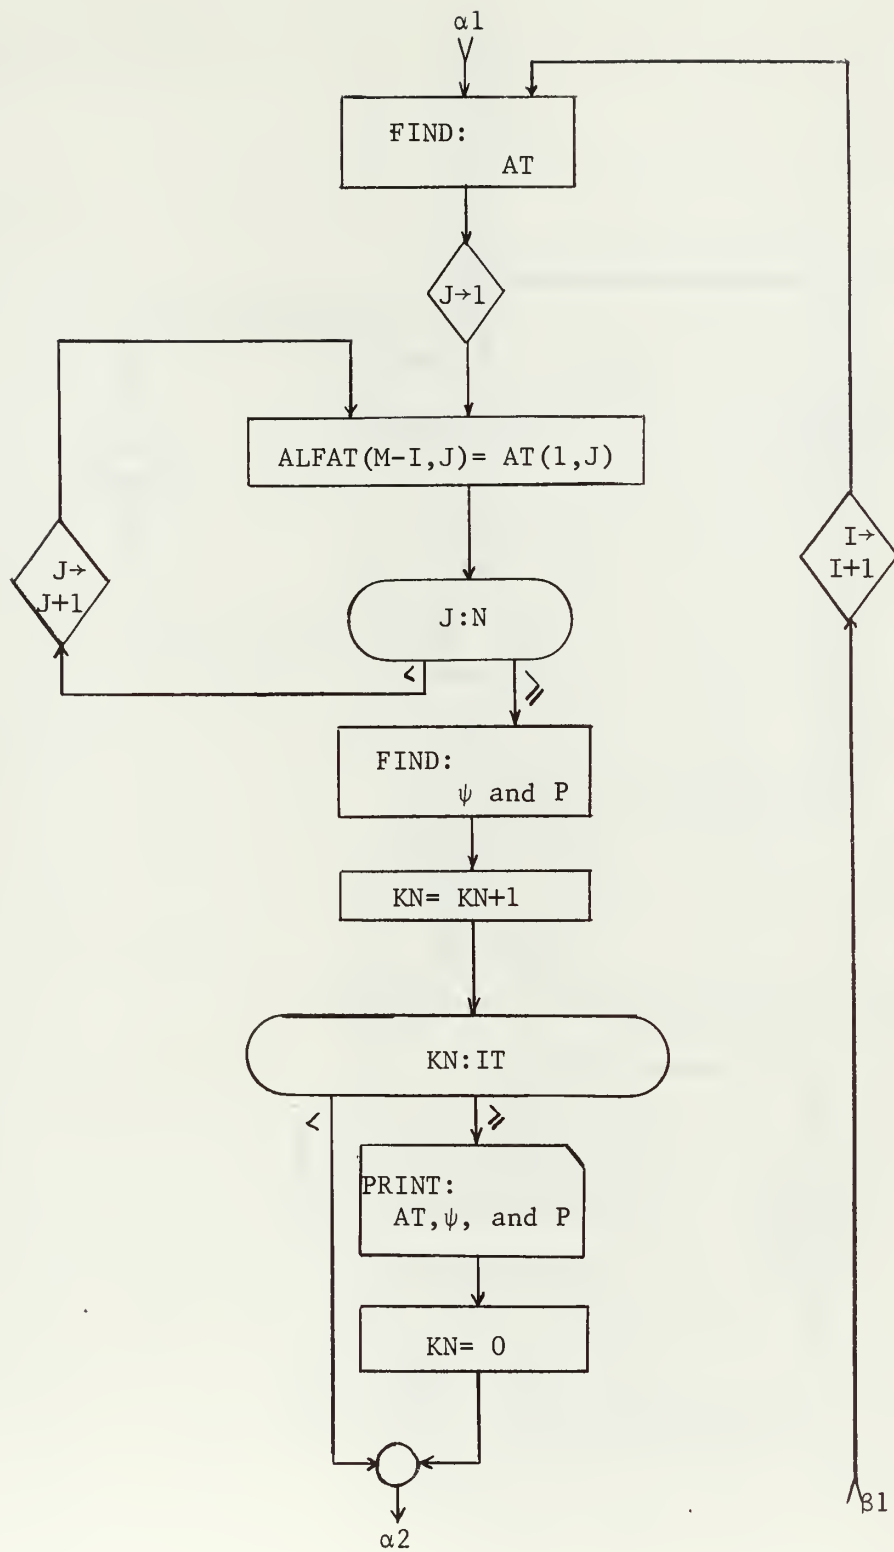 α1
FIND:
AT
J→1
ALFAT(M-I,J)= AT(1,J)
I→
I+1
J→
J+1
J:N
<
⩾
FIND:
ψ and P
KN= KN+1
KN:IT
<
⩾
PRINT:
AT,ψ, and P
KN= 0
β1
α2